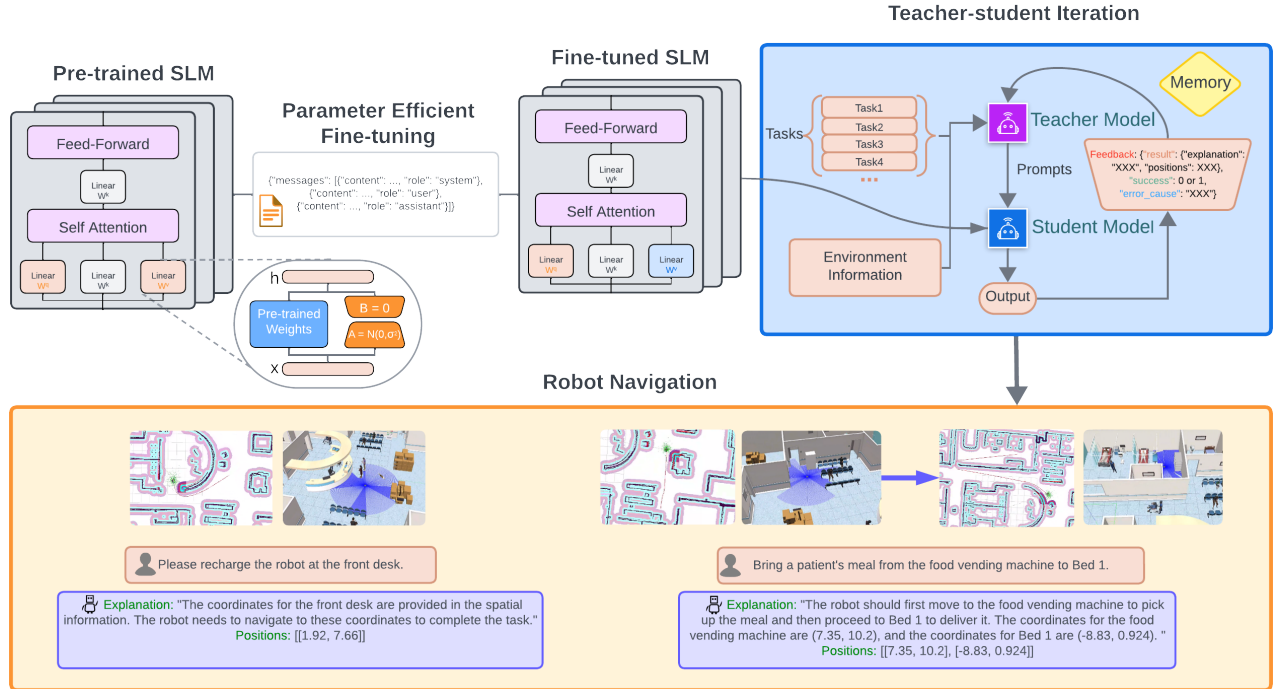 Teacher-student Iteration
Pre-trained SLM
Feed-Forward
Linear
Wᵏ
Self Attention
Linear
W^q
Linear
Wᵏ
Linear
Wᵛ
h
Pre-trained
Weights
B = 0
A = N(0,σ²)
x
Parameter Efficient
Fine-tuning
{"messages": [{"content": ..., "role": "system"},
{"content": ..., "role": "user"},
{"content": ..., "role": "assistant"}]}
Fine-tuned SLM
Feed-Forward
Linear
Wᵏ
Self Attention
Linear
W^q
Linear
Wᵏ
Linear
Wᵛ
Tasks
Task1
Task2
Task3
Task4
...
Environment
Information
Teacher Model
Prompts
Student Model
Output
Memory
Feedback: {"result": {"explanation":
"XXX", "positions": XXX},
"success": 0 or 1,
"error_cause": "XXX"}
Robot Navigation
Please recharge the robot at the front desk.
Explanation: "The coordinates for the front desk are provided in the spatial
information. The robot needs to navigate to these coordinates to complete the task."
Positions: [[1.92, 7.66]]
Bring a patient's meal from the food vending machine to Bed 1.
Explanation: "The robot should first move to the food vending machine to pick
up the meal and then proceed to Bed 1 to deliver it. The coordinates for the food
vending machine are (7.35, 10.2), and the coordinates for Bed 1 are (-8.83, 0.924). "
Positions: [[7.35, 10.2], [-8.83, 0.924]]